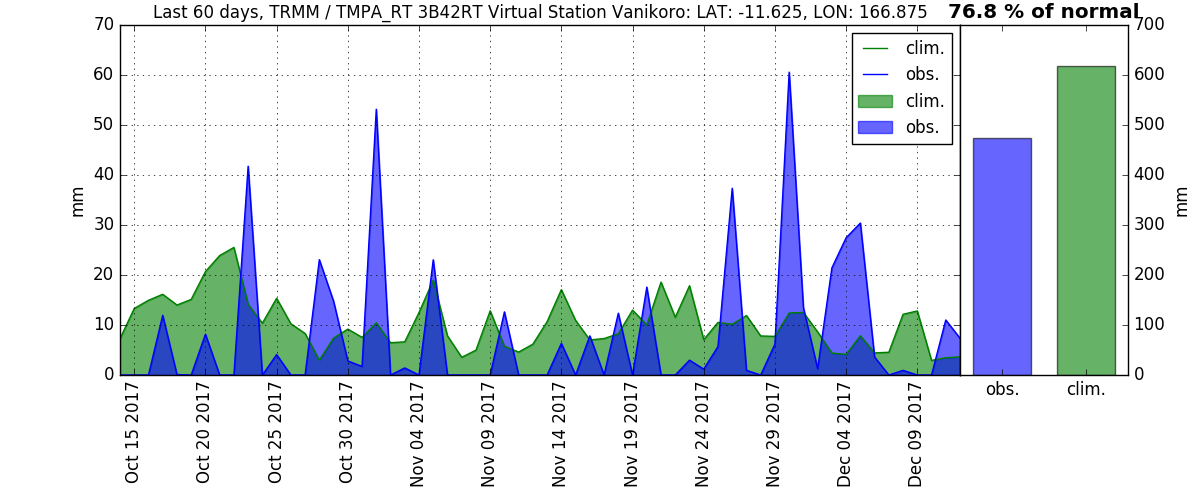 Last 60 days, TRMM / TMPA_RT 3B42RT Virtual Station Vanikoro: LAT: -11.625, LON: 166.875
76.8 % of normal
70
60
50
40
30
20
10
0
mm
clim.
obs.
clim.
obs.
700
600
500
400
300
200
100
0
mm
Oct 15 2017
Oct 20 2017
Oct 25 2017
Oct 30 2017
Nov 04 2017
Nov 09 2017
Nov 14 2017
Nov 19 2017
Nov 24 2017
Nov 29 2017
Dec 04 2017
Dec 09 2017
obs.
clim.